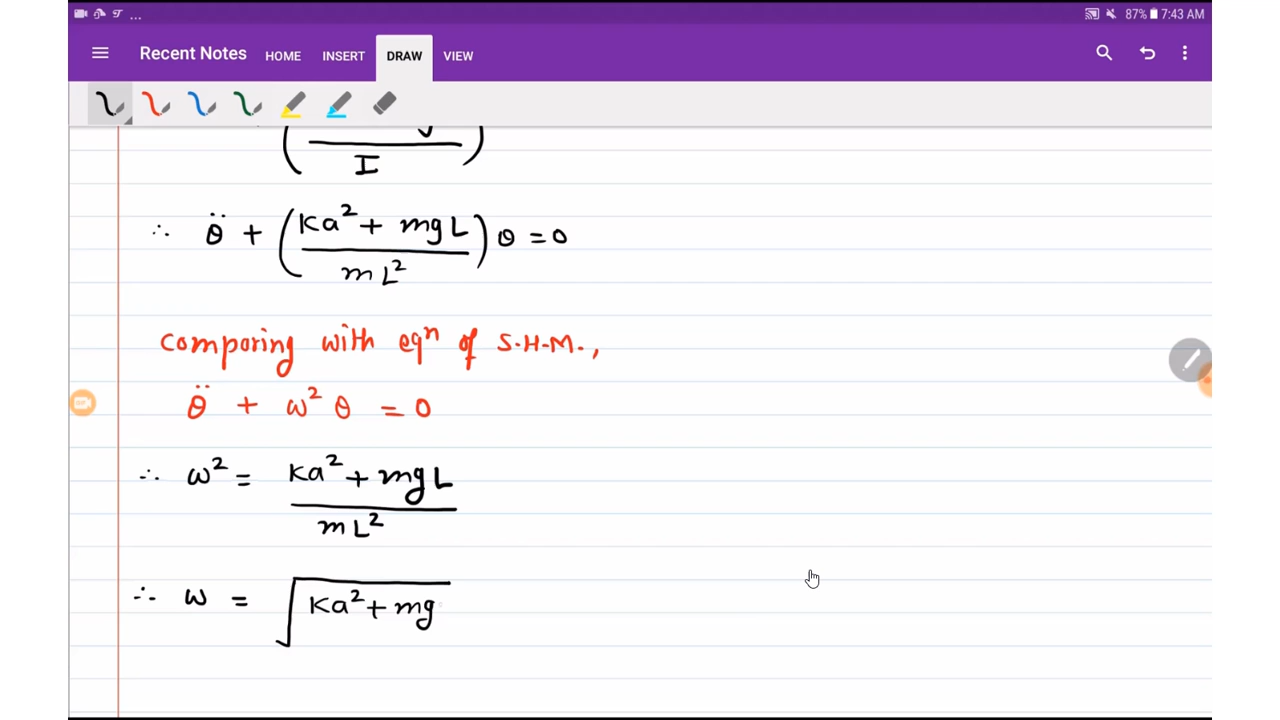 ... 87% 7:43 AM
Recent Notes HOME INSERT DRAW VIEW
I
∴ θ̈ + (Ka² + mgL / mL²) θ = 0
Comparing with eqⁿ of S.H.M.,
θ̈ + ω² θ = 0
∴ ω² = Ka² + mgL / mL²
∴ ω = √Ka² + mg